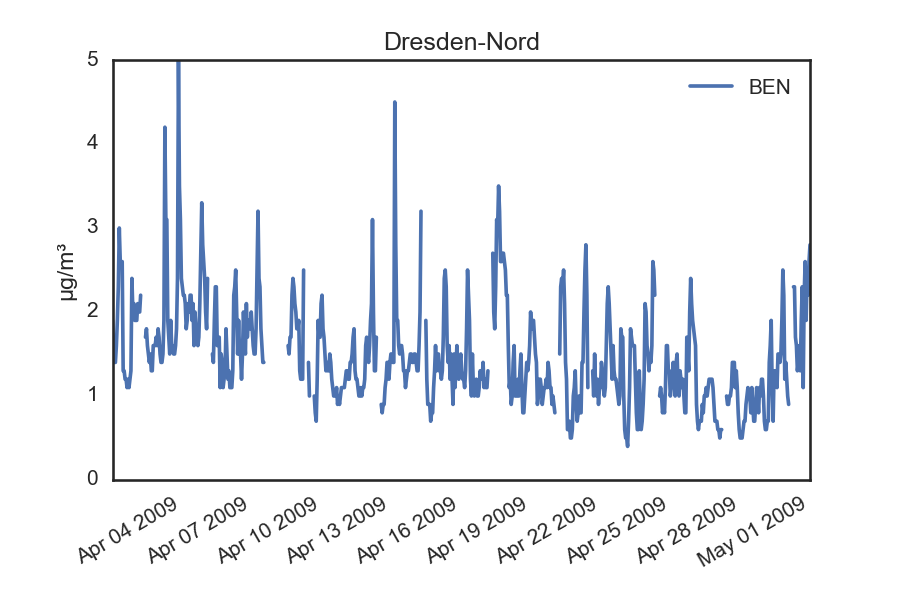 Dresden-Nord
BEN
µg/m³
5
4
3
2
1
0
Apr 04 2009
Apr 07 2009
Apr 10 2009
Apr 13 2009
Apr 16 2009
Apr 19 2009
Apr 22 2009
Apr 25 2009
Apr 28 2009
May 01 2009